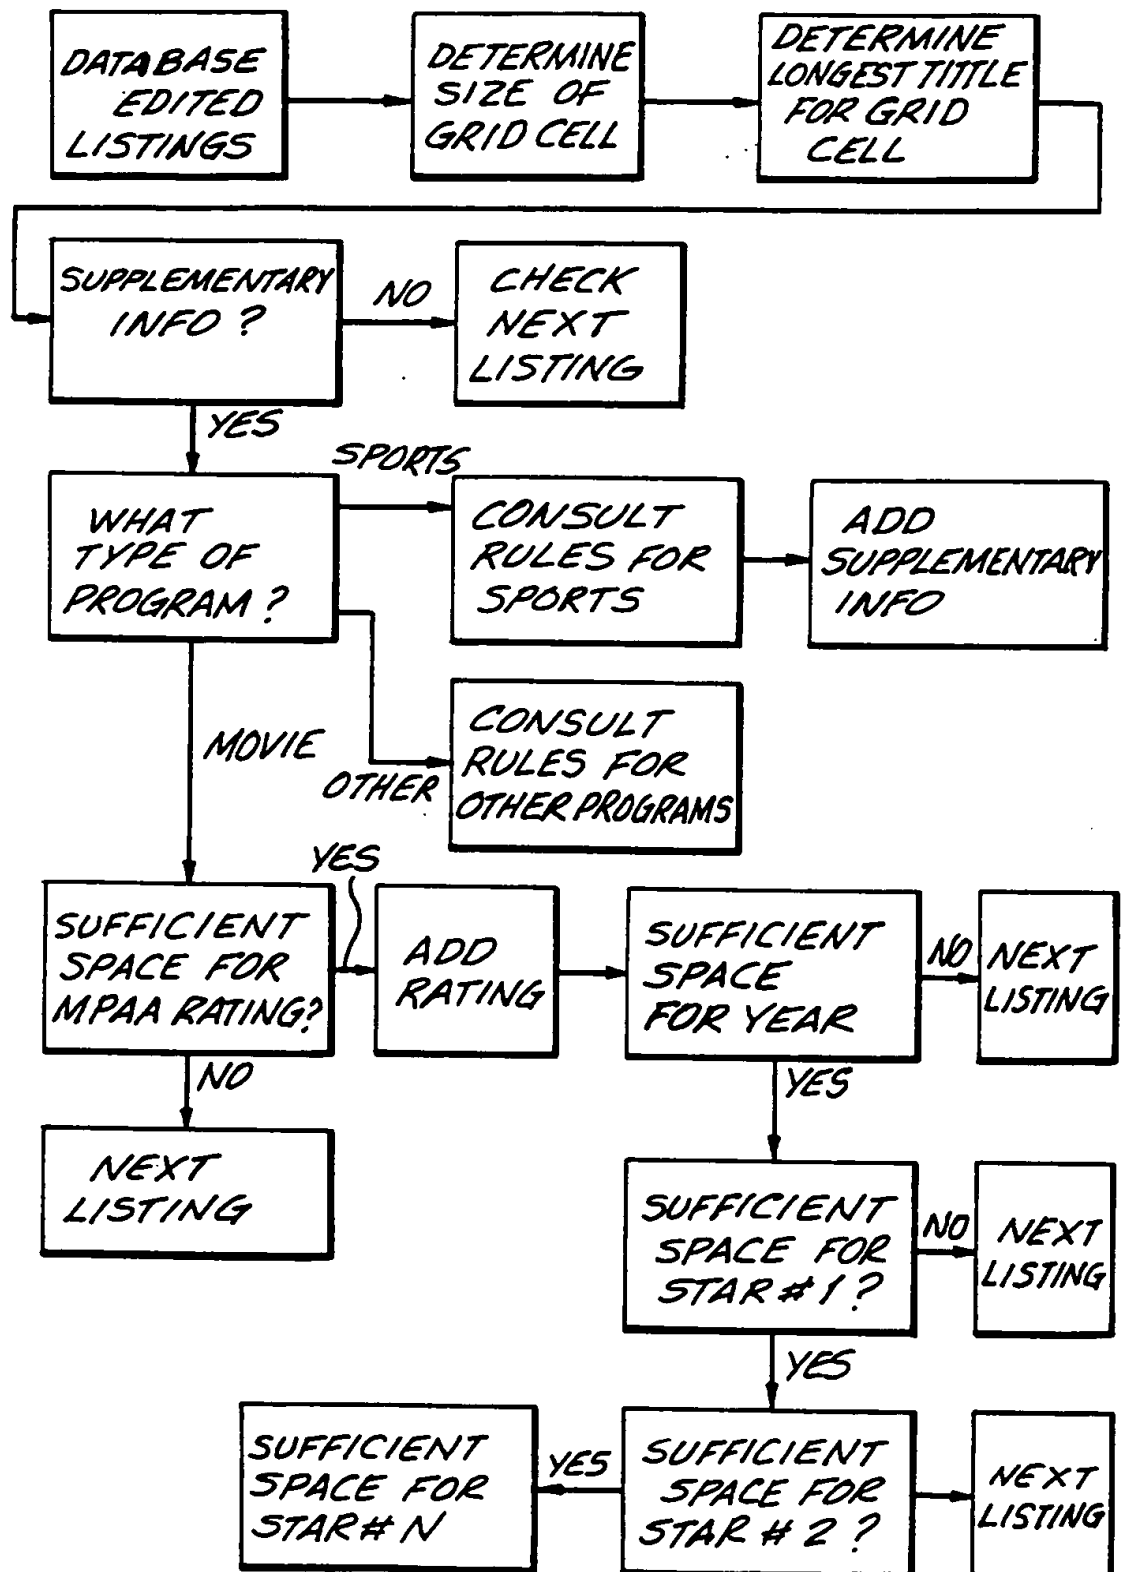 DATABASE
EDITED
LISTINGS
DETERMINE
SIZE OF
GRID CELL
DETERMINE
LONGEST TITTLE
FOR GRID
CELL
SUPPLEMENTARY
INFO?
NO
CHECK
NEXT
LISTING
YES
WHAT
TYPE OF
PROGRAM?
SPORTS
CONSULT
RULES FOR
SPORTS
ADD
SUPPLEMENTARY
INFO
OTHER
CONSULT
RULES FOR
OTHER PROGRAMS
MOVIE
SUFFICIENT
SPACE FOR
MPAA RATING?
YES
ADD
RATING
SUFFICIENT
SPACE
FOR YEAR
NO
NEXT
LISTING
NO
NEXT
LISTING
YES
SUFFICIENT
SPACE FOR
STAR #1?
NO
NEXT
LISTING
YES
SUFFICIENT
SPACE FOR
STAR #2?
NEXT
LISTING
YES
SUFFICIENT
SPACE FOR
STAR # N